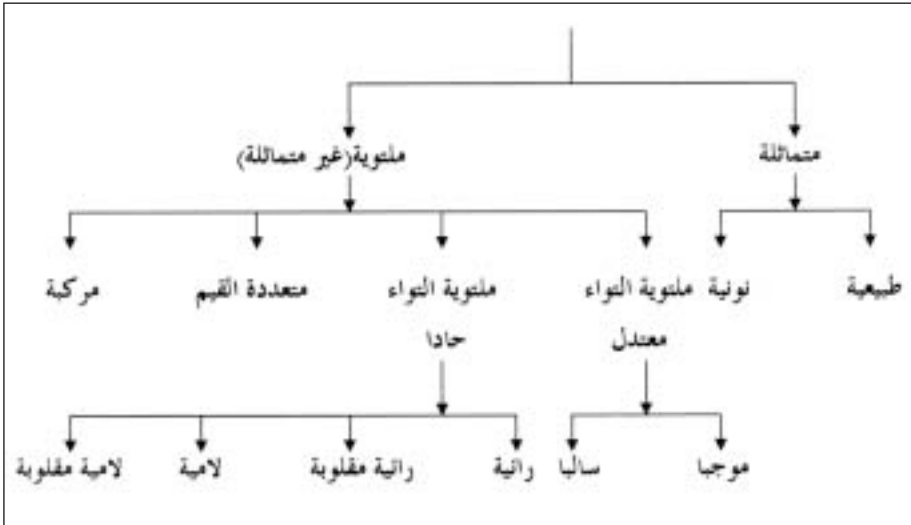 متماثلة ملتوية (غير متماثلة)
طبيعية نونية ملتوية التواء ملتوية التواء متعددة القيم مركبة
معتدل حادا
موجبا سالبا رائية رائية مقلوبة لامية لامية مقلوبة